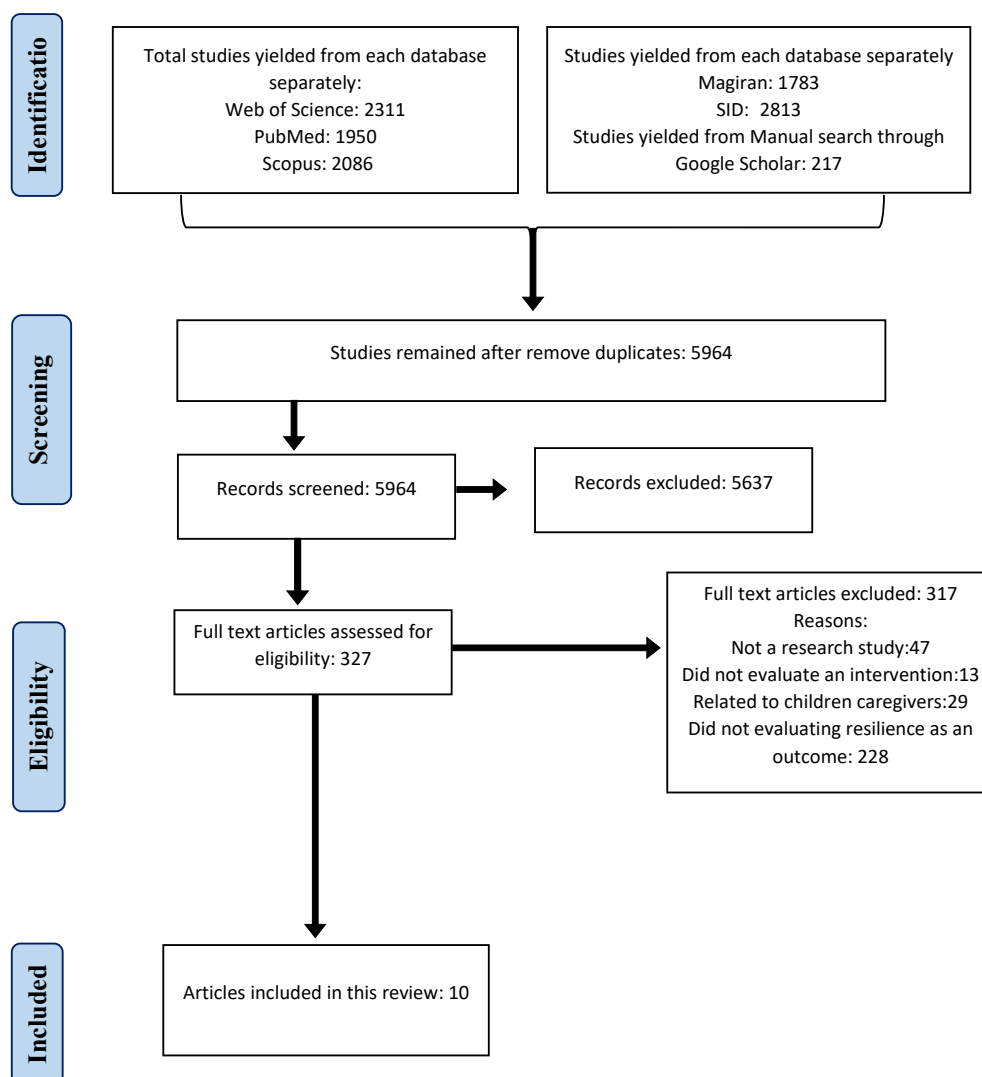 Identificatio
Total studies yielded from each database
separately:
Web of Science: 2311
PubMed: 1950
Scopus: 2086
Studies yielded from each database separately
Magiran: 1783
SID: 2813
Studies yielded from Manual search through
Google Scholar: 217
Screening
Studies remained after remove duplicates: 5964
Records screened: 5964
Records excluded: 5637
Eligibility
Full text articles assessed for
eligibility: 327
Full text articles excluded: 317
Reasons:
Not a research study:47
Did not evaluate an intervention:13
Related to children caregivers:29
Did not evaluating resilience as an
outcome: 228
Included
Articles included in this review: 10